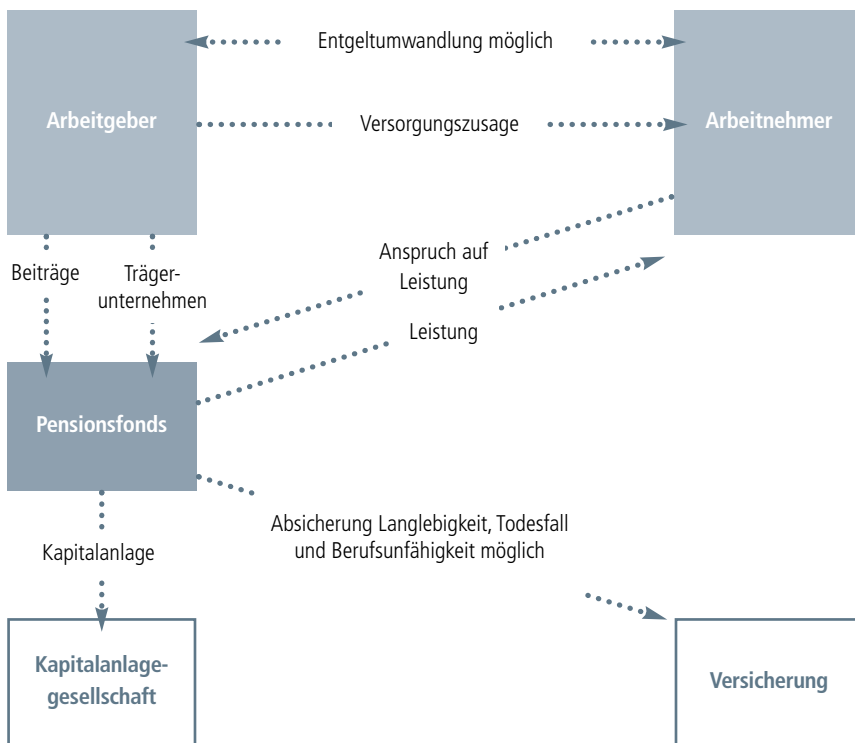 Entgeltumwandlung möglich
Arbeitgeber
Versorgungszusage
Arbeitnehmer
Anspruch auf
Leistung
Beiträge
Träger-
unternehmen
Leistung
Pensionsfonds
Absicherung Langlebigkeit, Todesfall
und Berufsunfähigkeit möglich
Kapitalanlage
Kapitalanlage-
gesellschaft
Versicherung